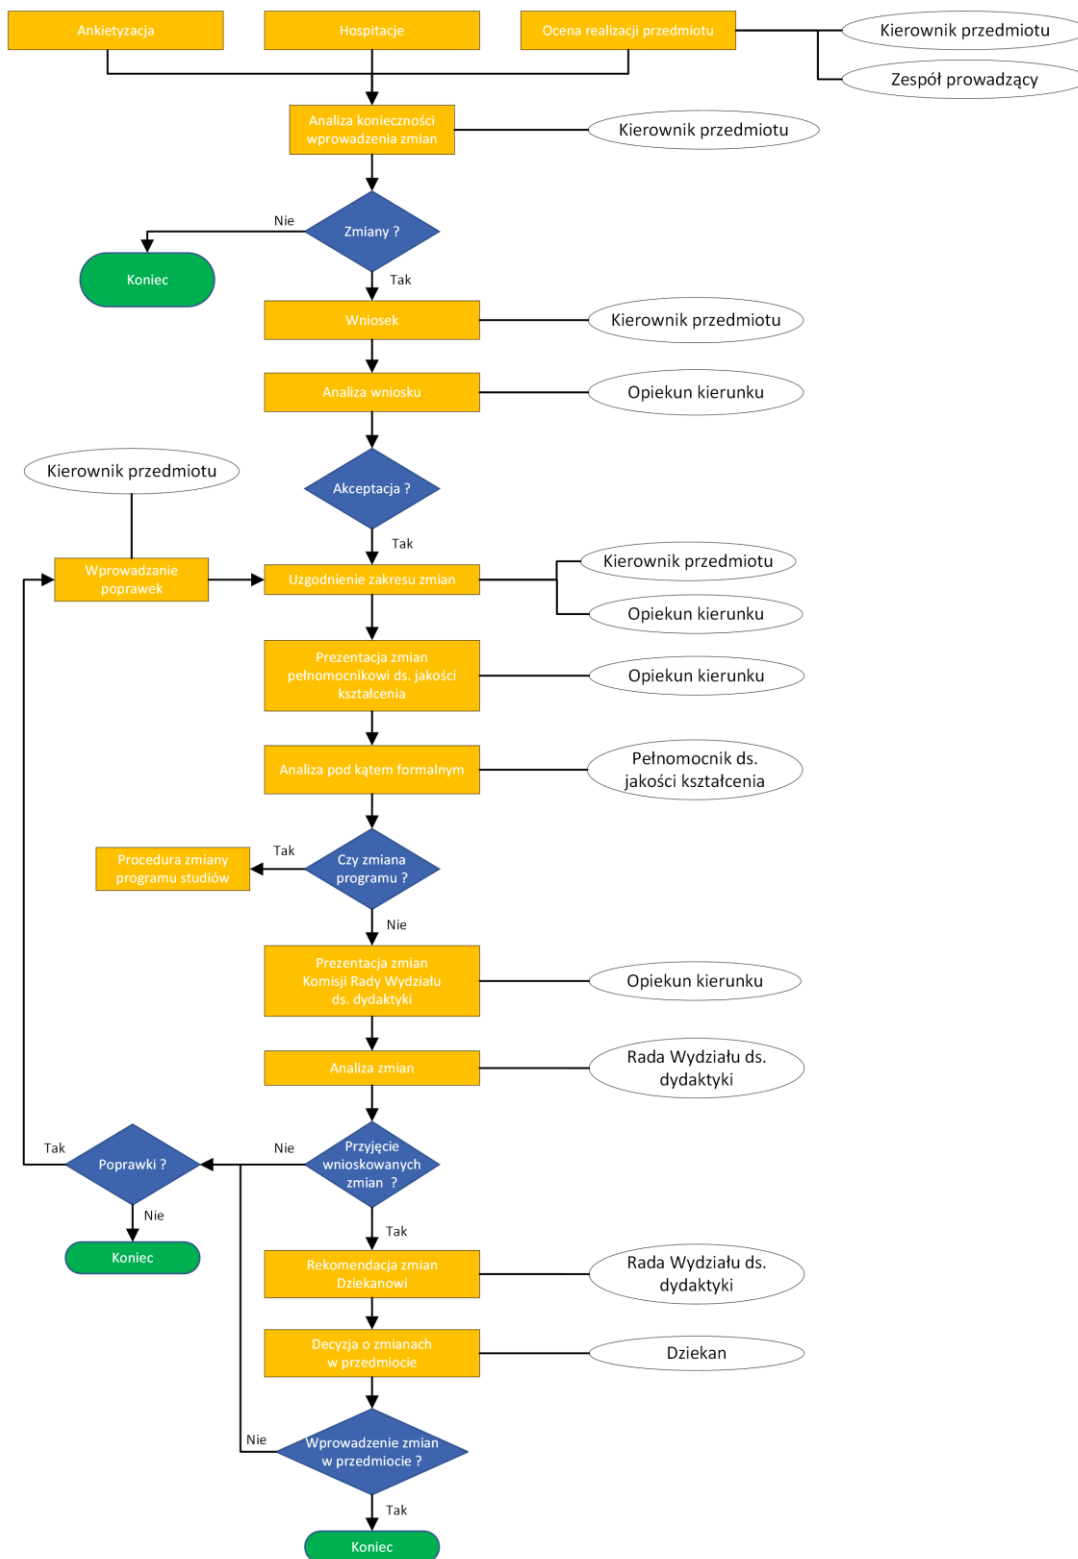 Ankietyzacja
Hospitacje
Ocena realizacji przedmiotu
Kierownik przedmiotu
Zespół prowadzący
Analiza konieczności
wprowadzenia zmian
Kierownik przedmiotu
Zmiany ?
Nie
Koniec
Tak
Wniosek
Kierownik przedmiotu
Analiza wniosku
Opiekun kierunku
Kierownik przedmiotu
Akceptacja ?
Tak
Wprowadzanie
poprawek
Uzgodnienie zakresu zmian
Kierownik przedmiotu
Opiekun kierunku
Prezentacja zmian
pełnomocnikowi ds. jakości
kształcenia
Opiekun kierunku
Analiza pod kątem formalnym
Pełnomocnik ds.
jakości kształcenia
Czy zmiana
programu ?
Tak
Procedura zmiany
programu studiów
Nie
Prezentacja zmian
Komisji Rady Wydziału
ds. dydaktyki
Opiekun kierunku
Analiza zmian
Rada Wydziału ds.
dydaktyki
Przyjęcie
wnioskowanych
zmian ?
Nie
Poprawki ?
Tak
Nie
Koniec
Tak
Rekomendacja zmian
Dziekanowi
Rada Wydziału ds.
dydaktyki
Decyzja o zmianach
w przedmiocie
Dziekan
Wprowadzenie zmian
w przedmiocie ?
Nie
Tak
Koniec